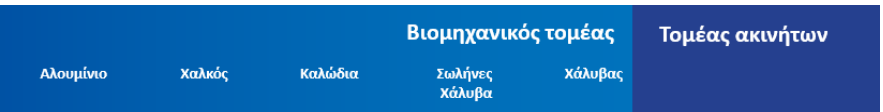 Βιομηχανικός τομέας
Τομέας ακινήτων
Αλουμίνιο
Χαλκός
Καλώδια
Σωλήνες
Χάλυβα
Χάλυβας